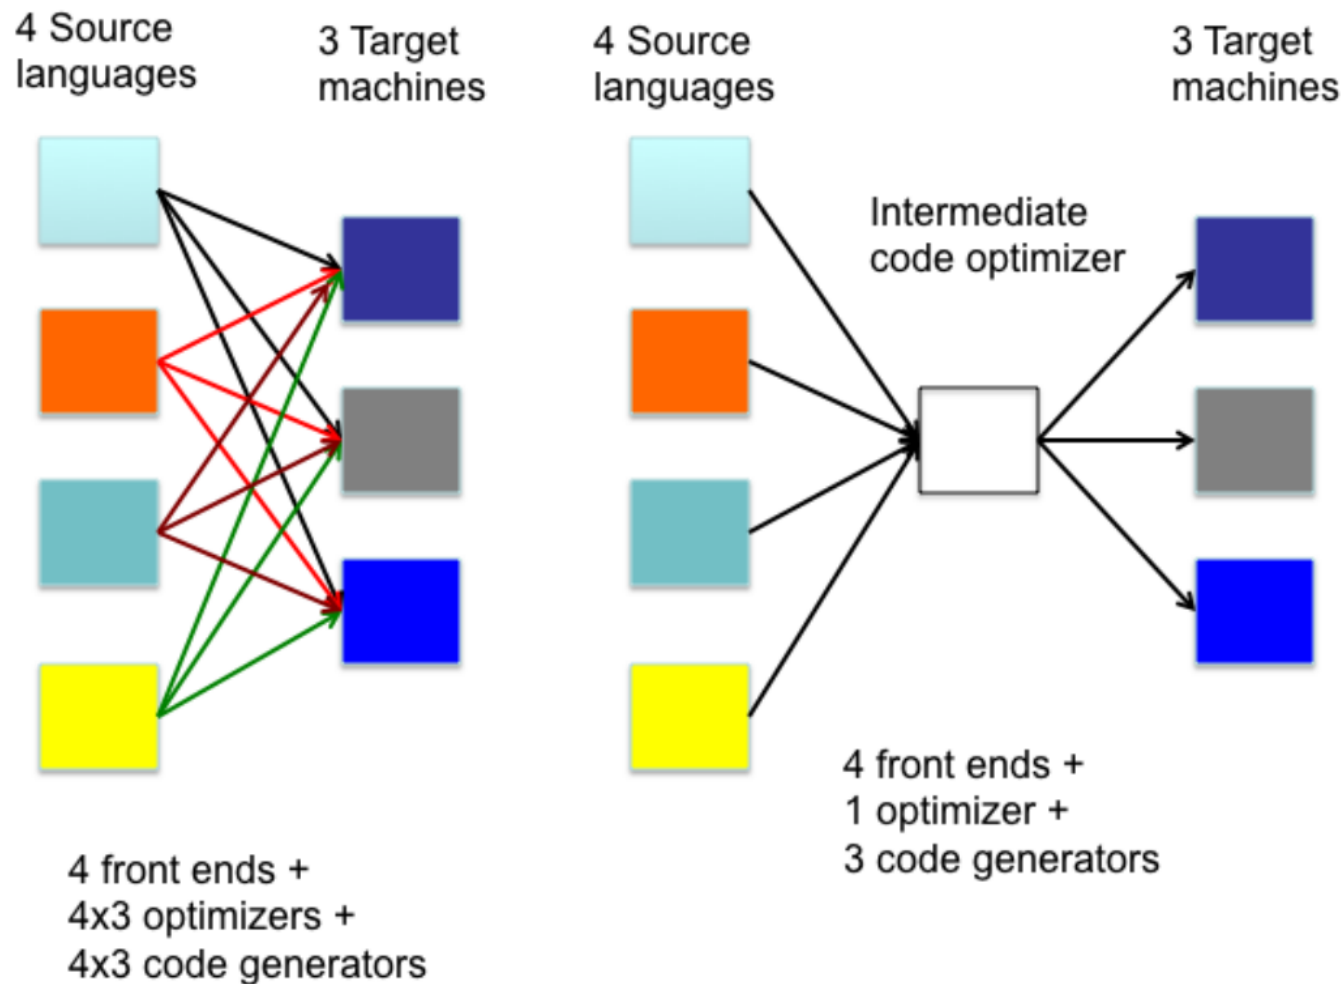 4 Source
languages
3 Target
machines
4 Source
languages
3 Target
machines
Intermediate
code optimizer
4 front ends +
1 optimizer +
3 code generators
4 front ends +
4x3 optimizers +
4x3 code generators